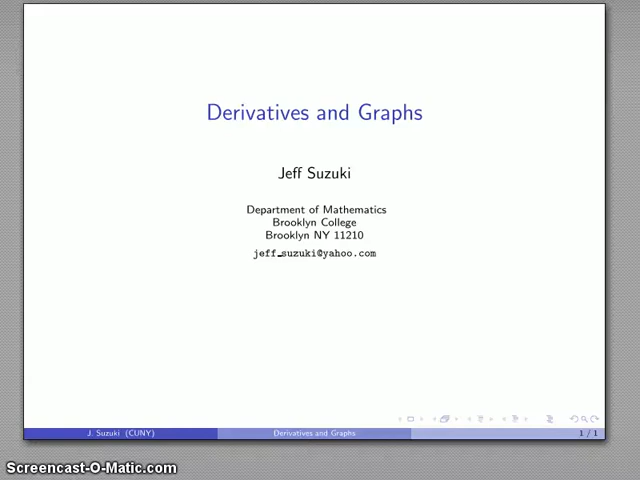 Derivatives and Graphs
Jeff Suzuki
Department of Mathematics
Brooklyn College
Brooklyn NY 11210
jeff_suzuki@yahoo.com
J. Suzuki (CUNY)
Derivatives and Graphs
1 / 1
Screencast-O-Matic.com